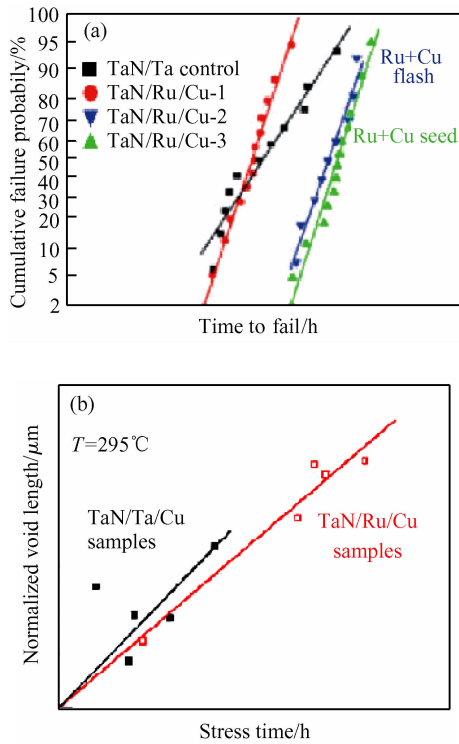 (a)
TaN/Ta control
TaN/Ru/Cu-1
TaN/Ru/Cu-2
TaN/Ru/Cu-3
Ru+Cu
flash
Ru+Cu seed
100
95
90
80
70
60
50
40
30
20
10
5
2
Cumulative failure probabily/%
Time to fail/h
(b)
T=295℃
TaN/Ta/Cu
samples
TaN/Ru/Cu
samples
Normalized void length/μm
Stress time/h